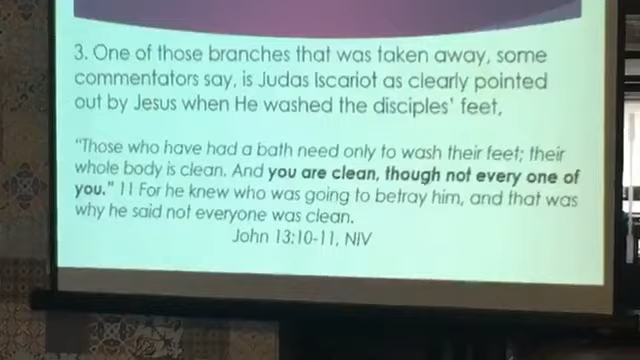 3. One of those branches that was taken away, some
commentators say, is Judas Iscariot as clearly pointed
out by Jesus when He washed the disciples' feet,
"Those who have had a bath need only to wash their feet; their
whole body is clean. And you are clean, though not every one of
you." 11 For he knew who was going to betray him, and that was
why he said not everyone was clean.
John 13:10-11, NIV